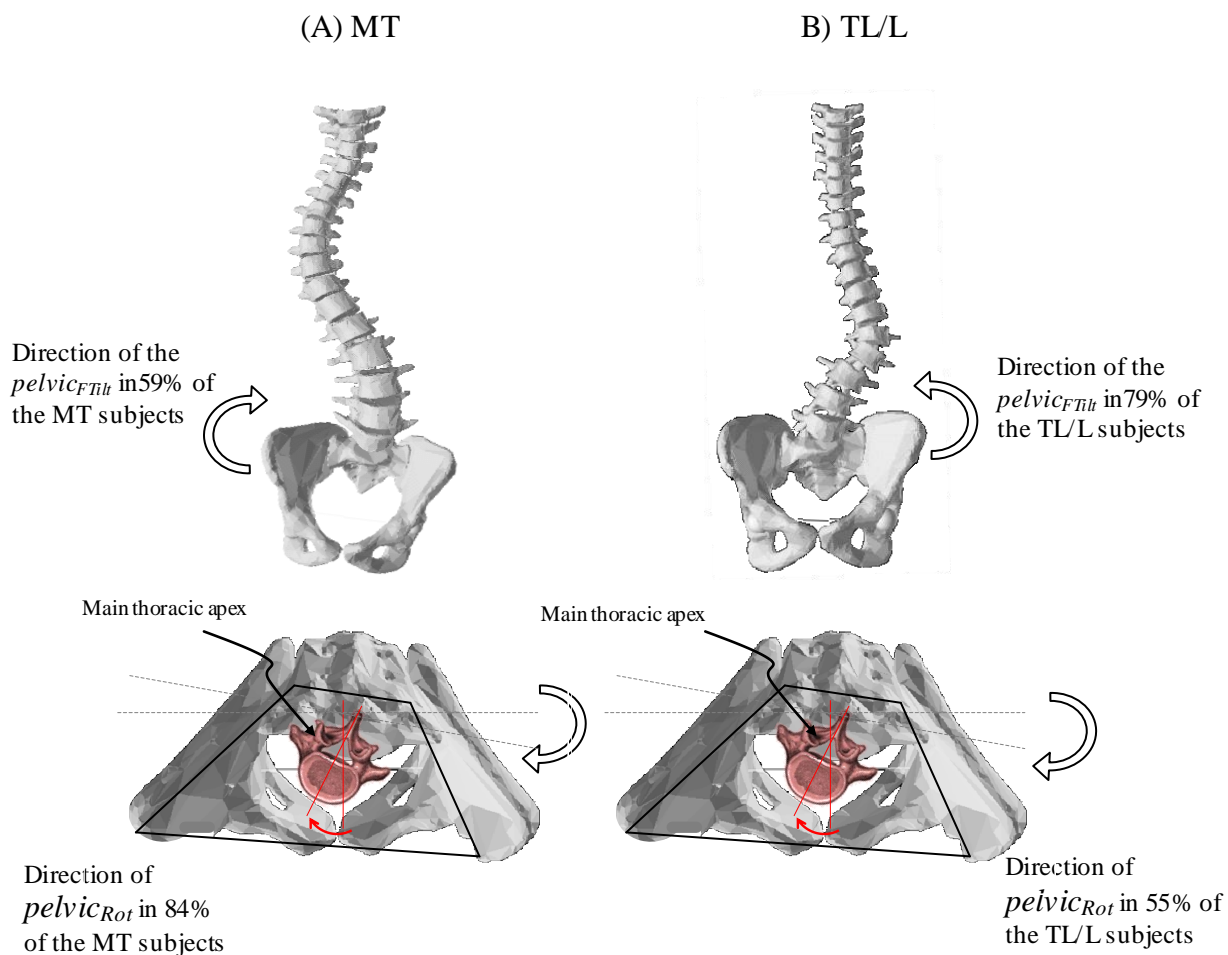 (A) MT
B) TL/L
Direction of the
pelvicFTilt in59% of
the MT subjects
Direction of the
pelvicFTilt in79% of
the TL/L subjects
Main thoracic apex
Main thoracic apex
Direction of
pelvicRot in 84%
of the MT subjects
Direction of
pelvicRot in 55% of
the TL/L subjects